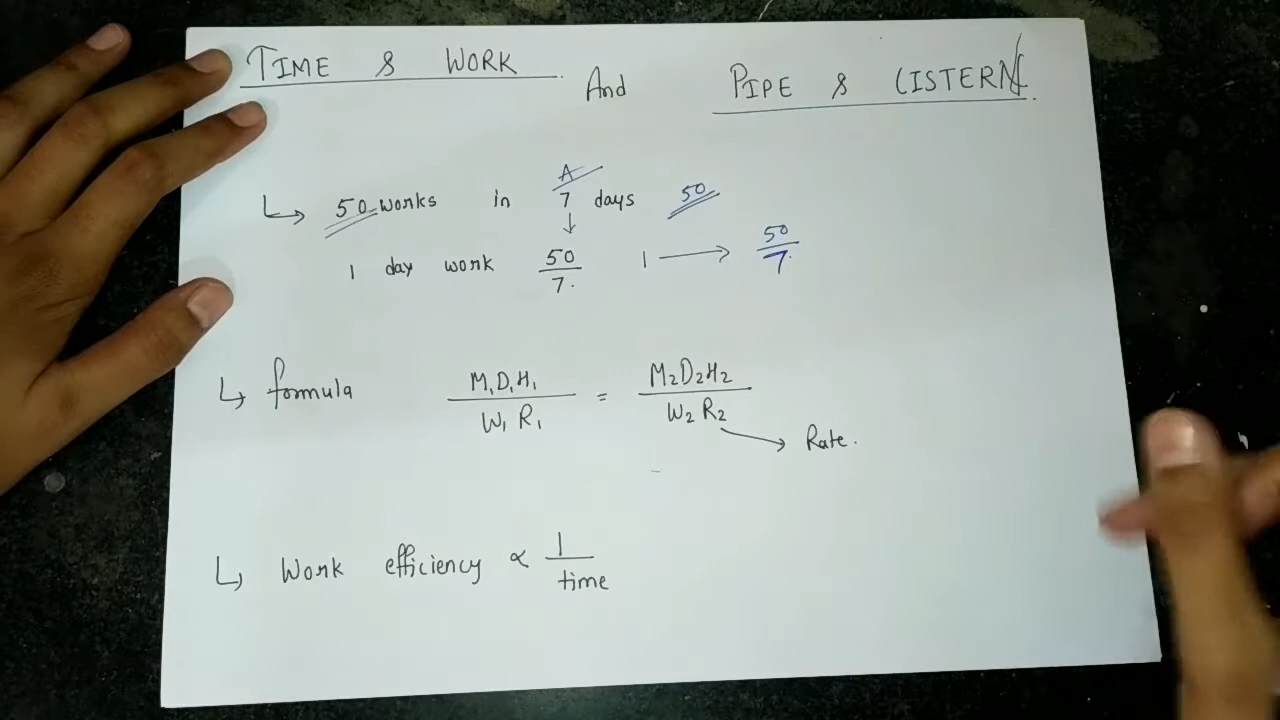 TIME & WORK And PIPE & CISTERN
A
↳ 50 works in 7 days 50
↓
1 day work 50/7. 1 → 50/7.
↳ formula M₁D₁H₁/W₁R₁ = M₂D₂H₂/W₂R₂
→ Rate.
↳ Work efficiency ∝ 1/time